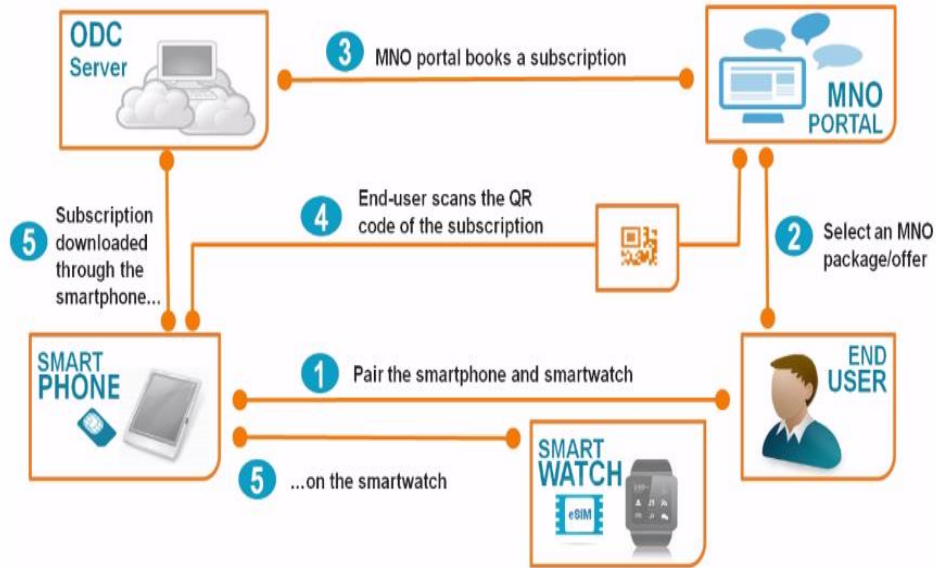 ODC
Server
3
MNO portal books a subscription
MNO
PORTAL
5
Subscription
downloaded
through the
smartphone...
4
End-user scans the QR
code of the subscription
2
Select an MNO
package/offer
SMART
PHONE
1
Pair the smartphone and smartwatch
END
USER
5
...on the smartwatch
SMART
WATCH
eSIM